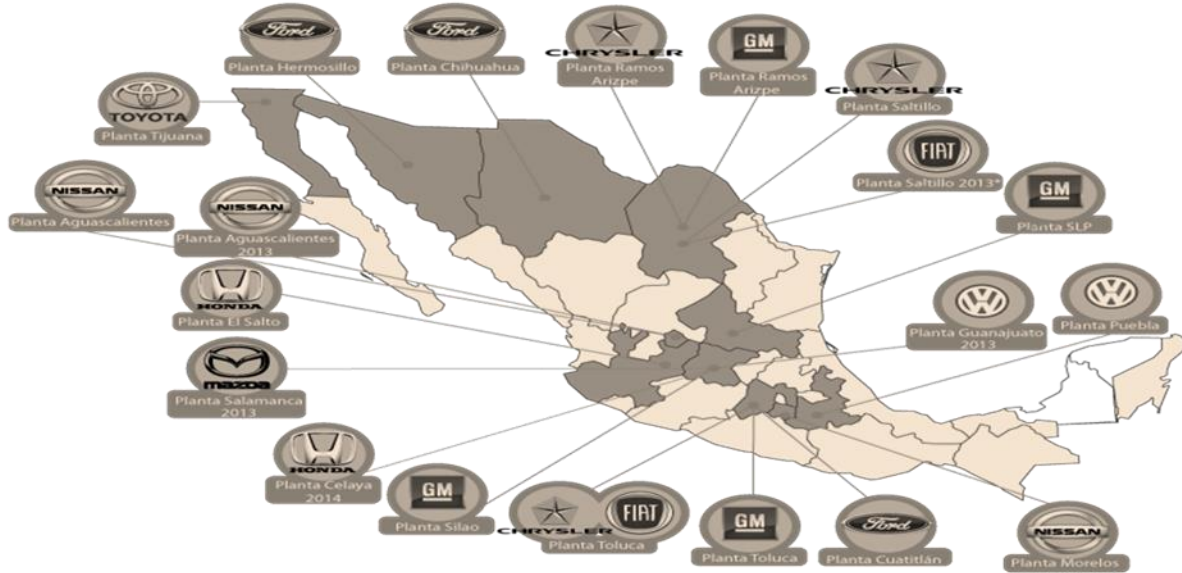 Ford
Planta Hermosillo
Ford
Planta Chihuahua
CHRYSLER
Planta Ramos
Arizpe
GM
Planta Ramos
Arizpe
CHRYSLER
Planta Saltillo
TOYOTA
Planta Tijuana
FIAT
Planta Saltillo 2013*
NISSAN
Planta Aguascalientes
NISSAN
Planta Aguascalientes
2013
GM
Planta SLP
HONDA
Planta El Salto
Planta Guanajuato
2013
Planta Puebla
mazda
Planta Salamanca
2013
HONDA
Planta Celaya
2014
GM
Planta Silao
CHRYSLER
FIAT
Planta Toluca
GM
Planta Toluca
Ford
Planta Cuatitlán
NISSAN
Planta Morelos